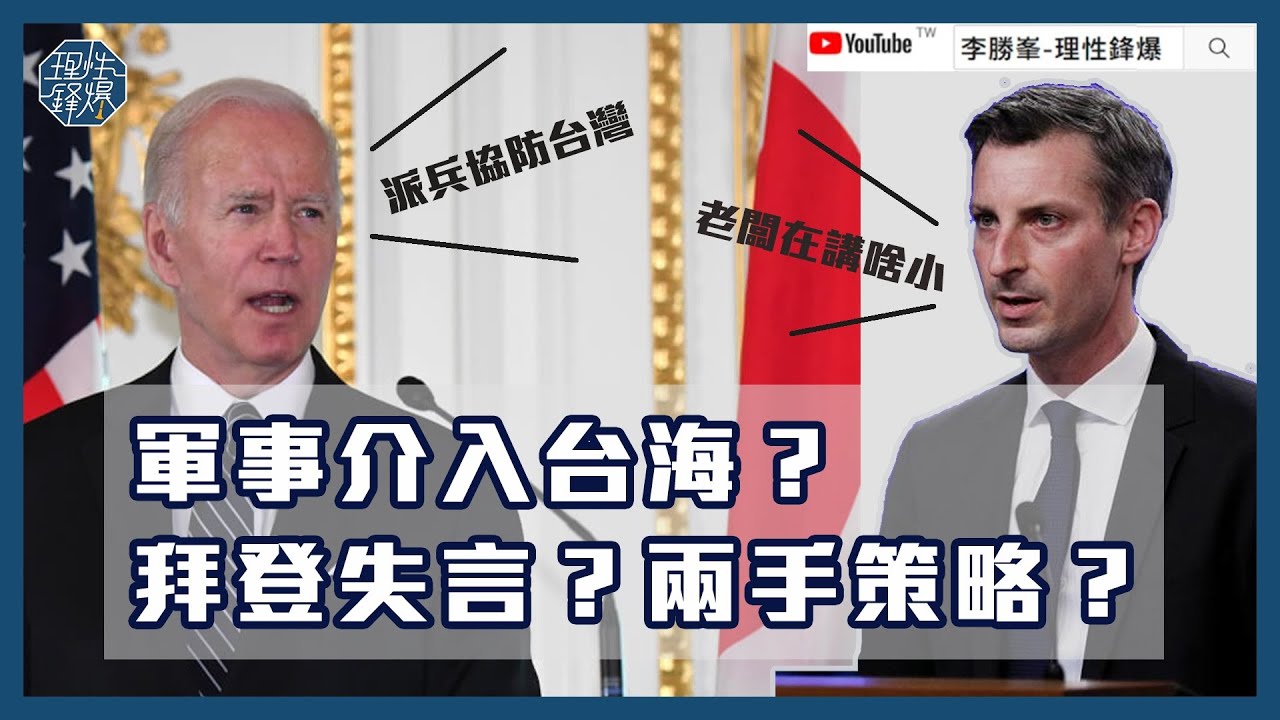 理性
鋒爆
YouTube TW
李勝峯-理性鋒爆
派兵協防台灣
老闆在講啥小
軍事介入台海?
拜登失言?兩手策略?